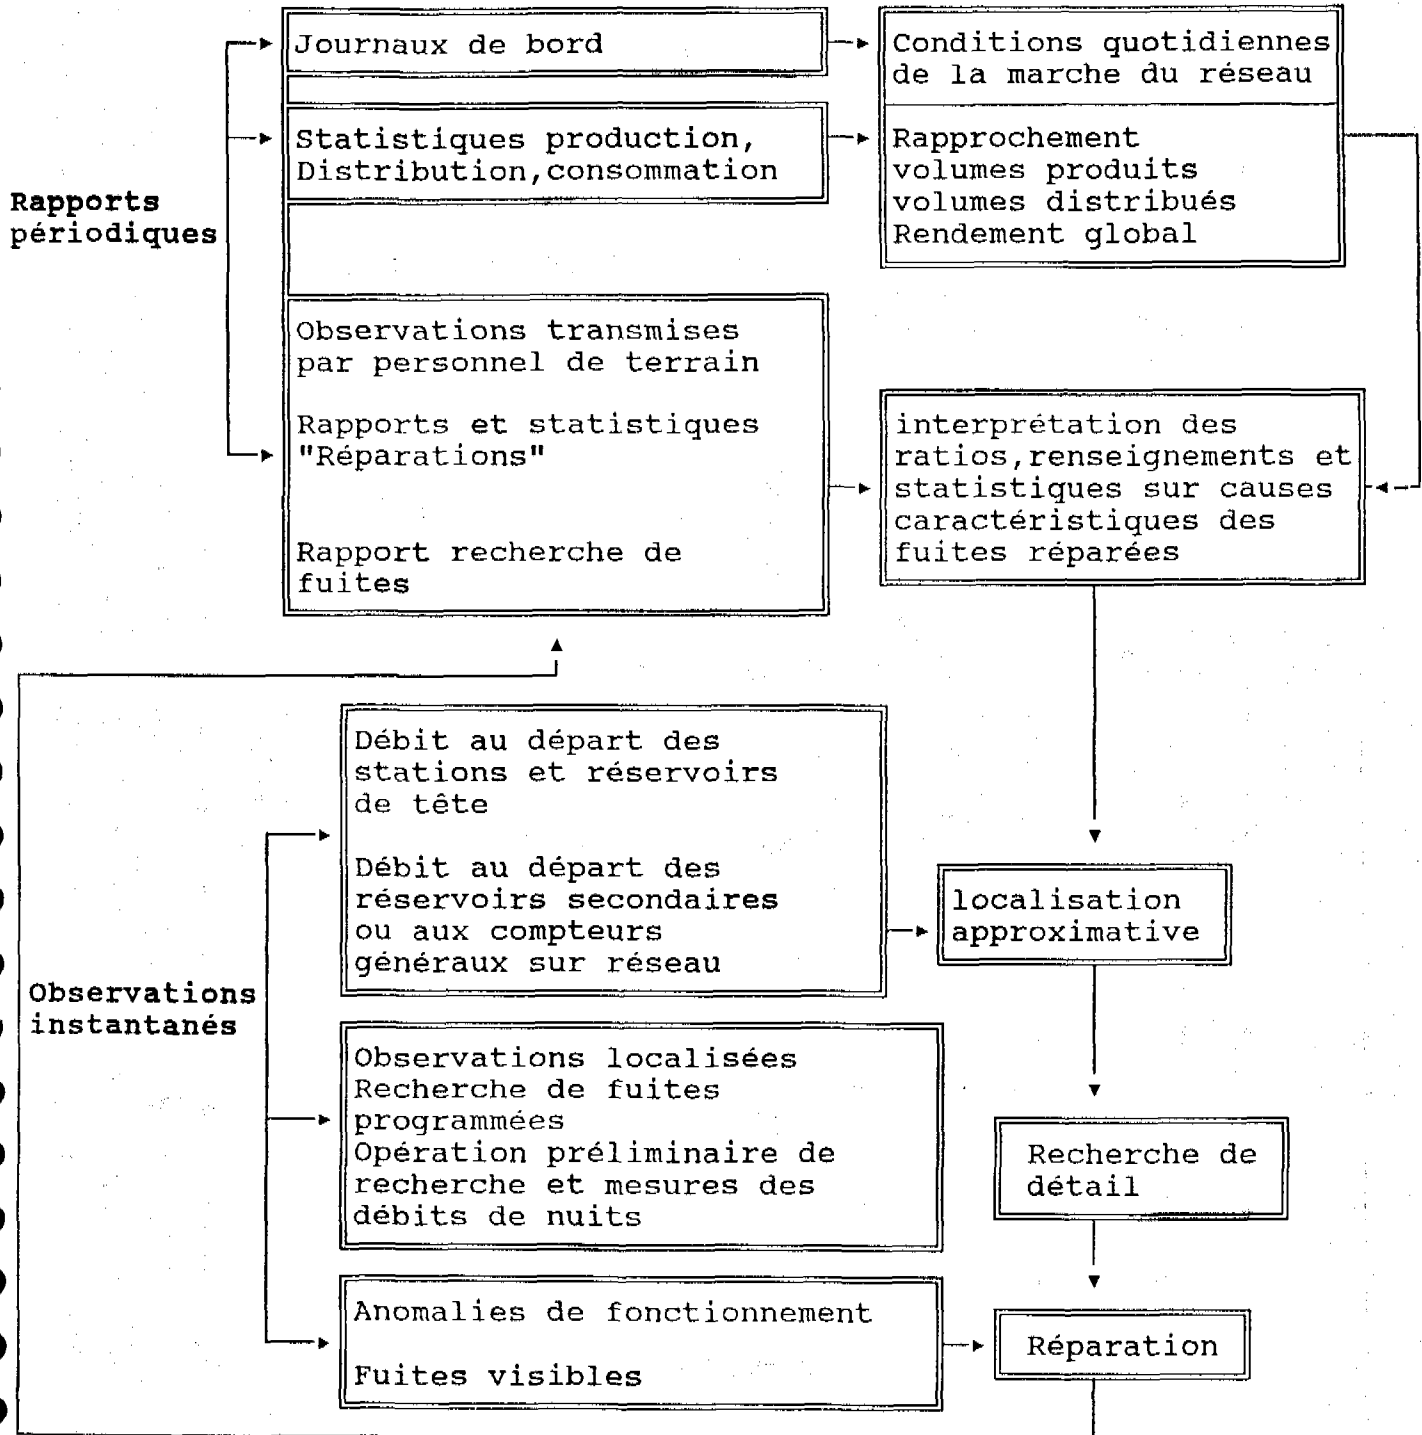 Journaux de bord
Conditions quotidiennes
de la marche du réseau
Statistiques production,
Distribution,consommation
Rapprochement
volumes produits
volumes distribués
Rendement global
Rapports
périodiques
Observations transmises
par personnel de terrain
Rapports et statistiques
"Réparations"
Rapport recherche de
fuites
interprétation des
ratios,renseignements et
statistiques sur causes
caractéristiques des
fuites réparées
Débit au départ des
stations et réservoirs
de tête
Débit au départ des
réservoirs secondaires
ou aux compteurs
généraux sur réseau
localisation
approximative
Observations
instantanés
Observations localisées
Recherche de fuites
programmées
Opération préliminaire de
recherche et mesures des
débits de nuits
Recherche de
détail
Anomalies de fonctionnement
Fuites visibles
Réparation